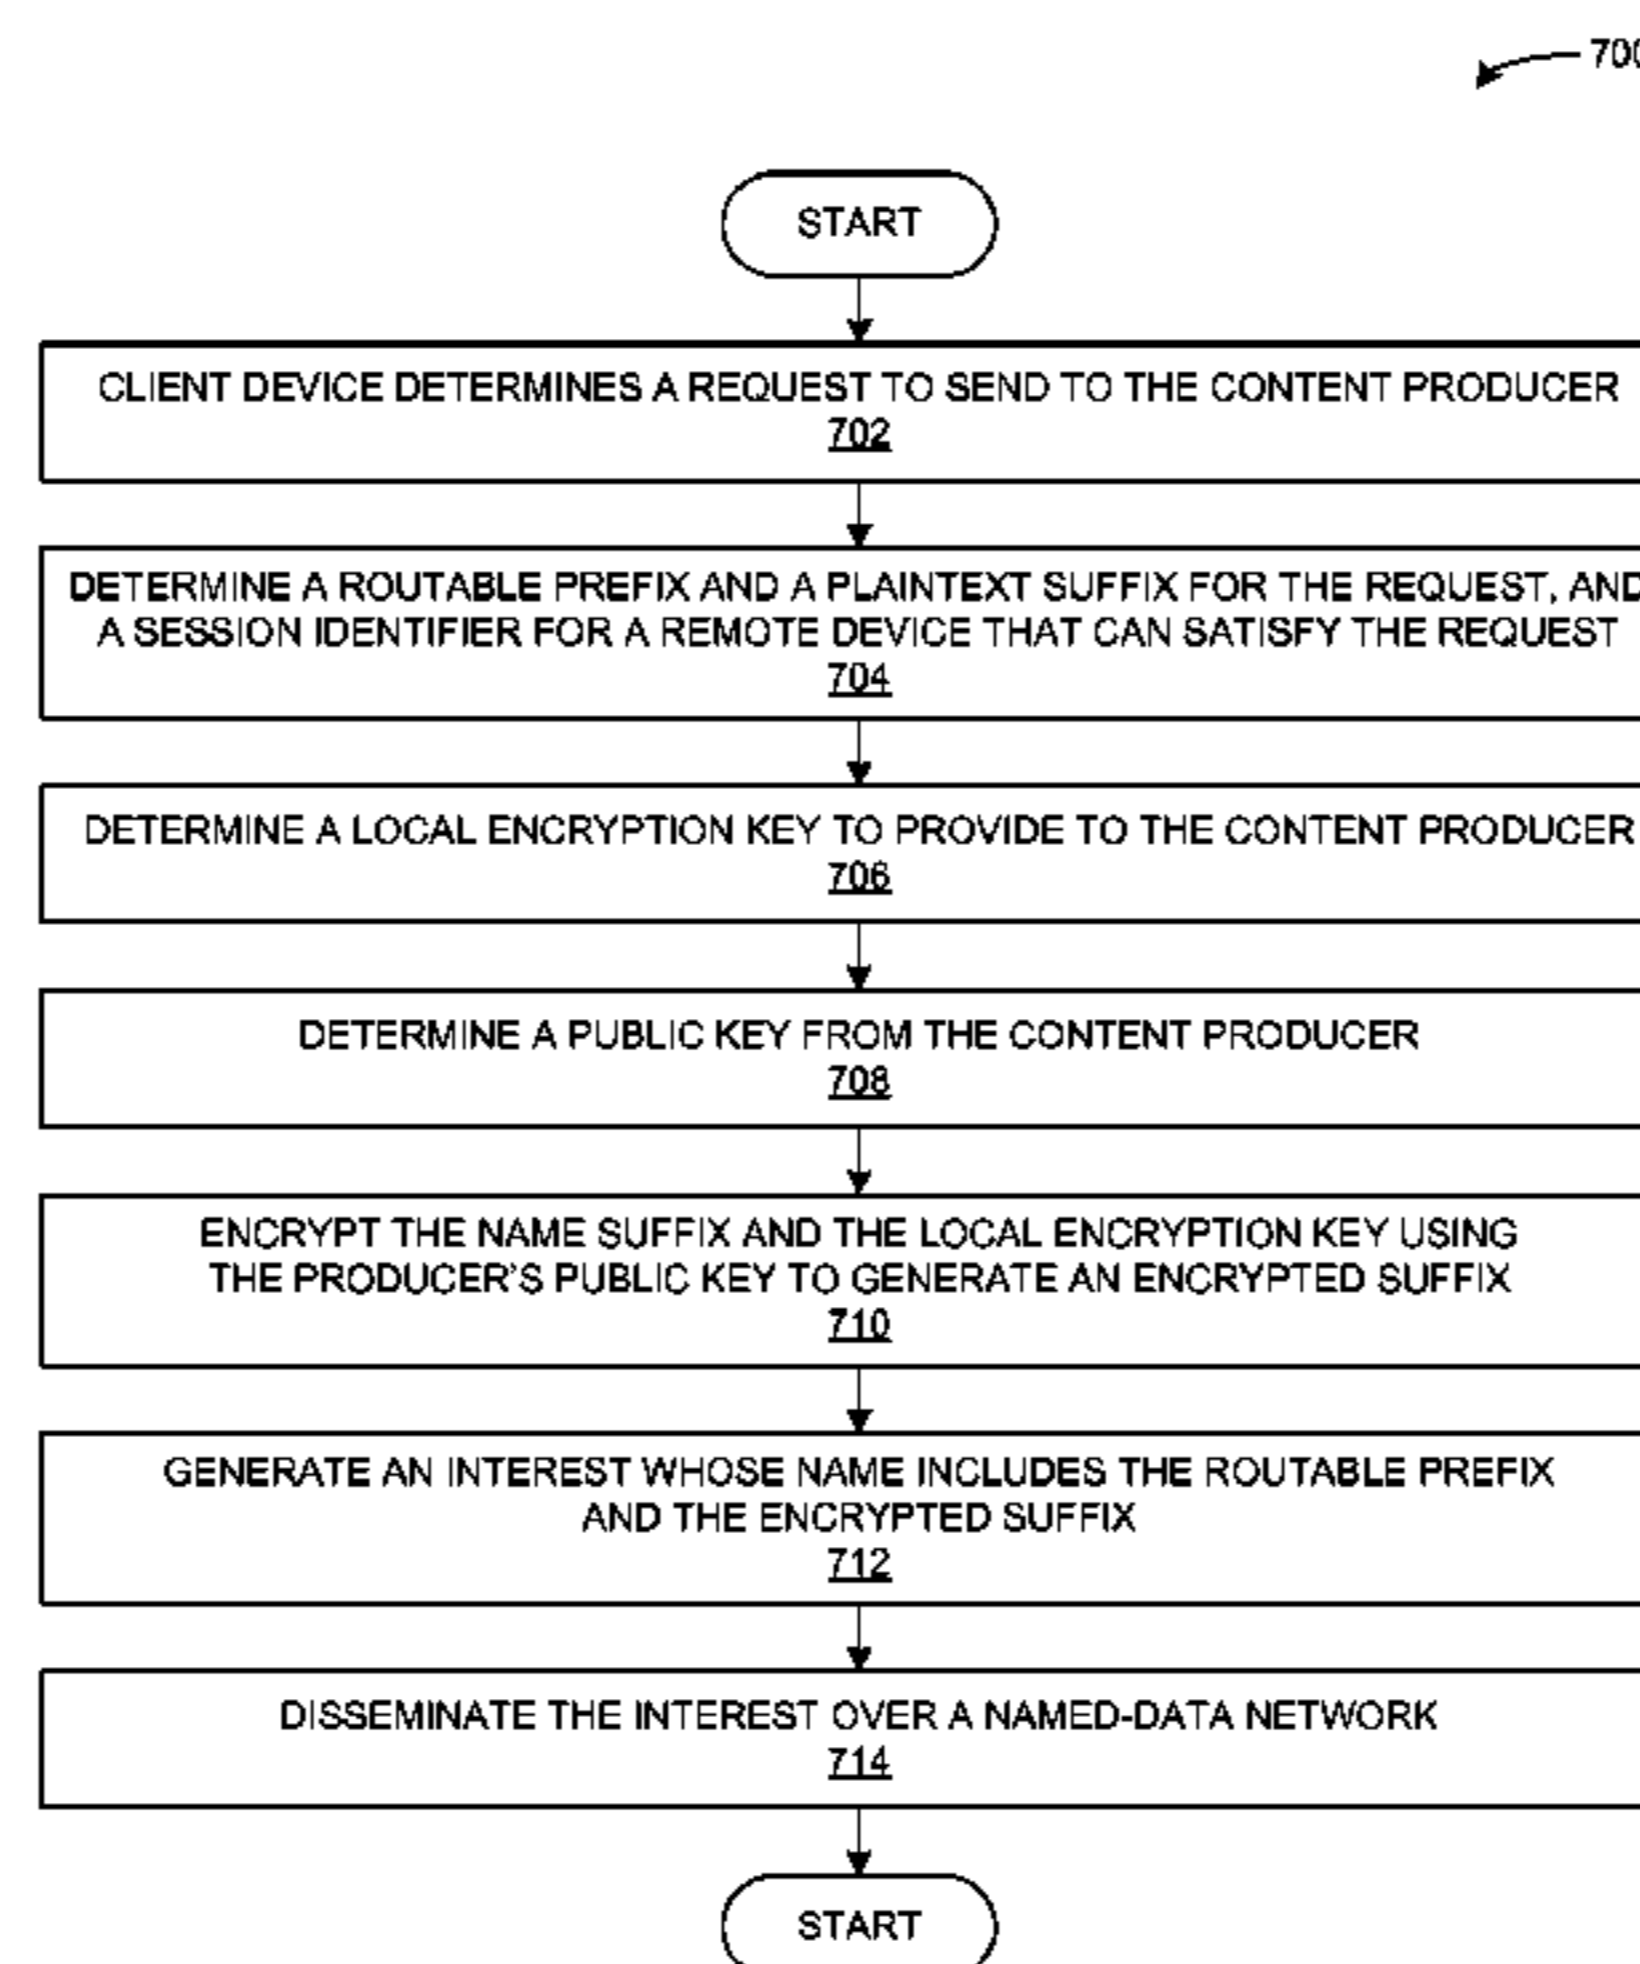 700
START
CLIENT DEVICE DETERMINES A REQUEST TO SEND TO THE CONTENT PRODUCER
702
DETERMINE A ROUTABLE PREFIX AND A PLAINTEXT SUFFIX FOR THE REQUEST, AND
A SESSION IDENTIFIER FOR A REMOTE DEVICE THAT CAN SATISFY THE REQUEST
704
DETERMINE A LOCAL ENCRYPTION KEY TO PROVIDE TO THE CONTENT PRODUCER
706
DETERMINE A PUBLIC KEY FROM THE CONTENT PRODUCER
708
ENCRYPT THE NAME SUFFIX AND THE LOCAL ENCRYPTION KEY USING
THE PRODUCER'S PUBLIC KEY TO GENERATE AN ENCRYPTED SUFFIX
710
GENERATE AN INTEREST WHOSE NAME INCLUDES THE ROUTABLE PREFIX
AND THE ENCRYPTED SUFFIX
712
DISSEMINATE THE INTEREST OVER A NAMED-DATA NETWORK
714
START